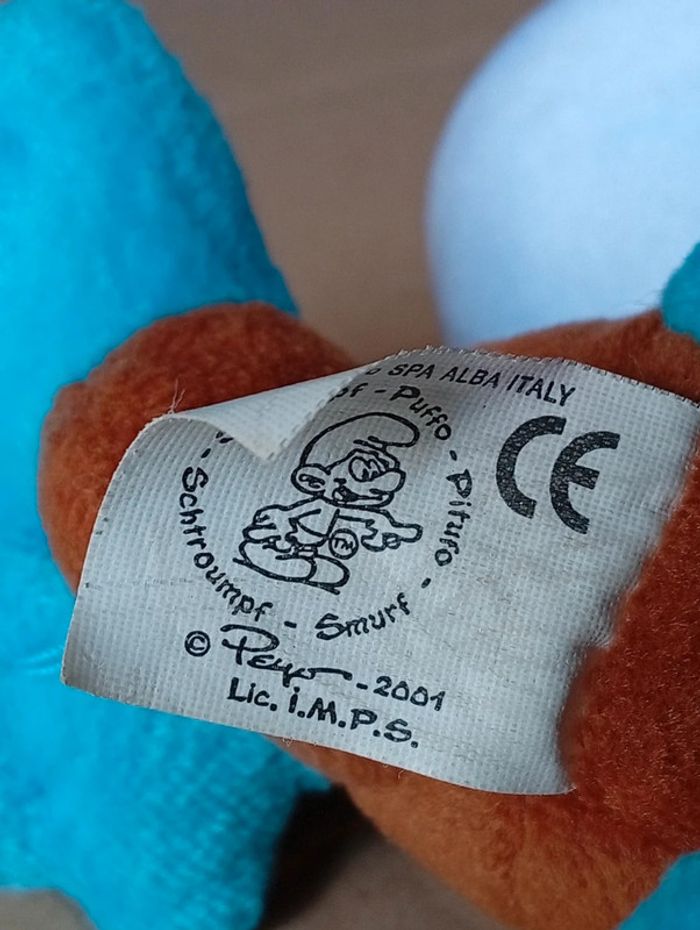 SPA ALBA ITALY
CE
Puffo - Pitufo - Smurf - Schtroumpf -
© Peyo - 2001
Lic. I.M.P.S.